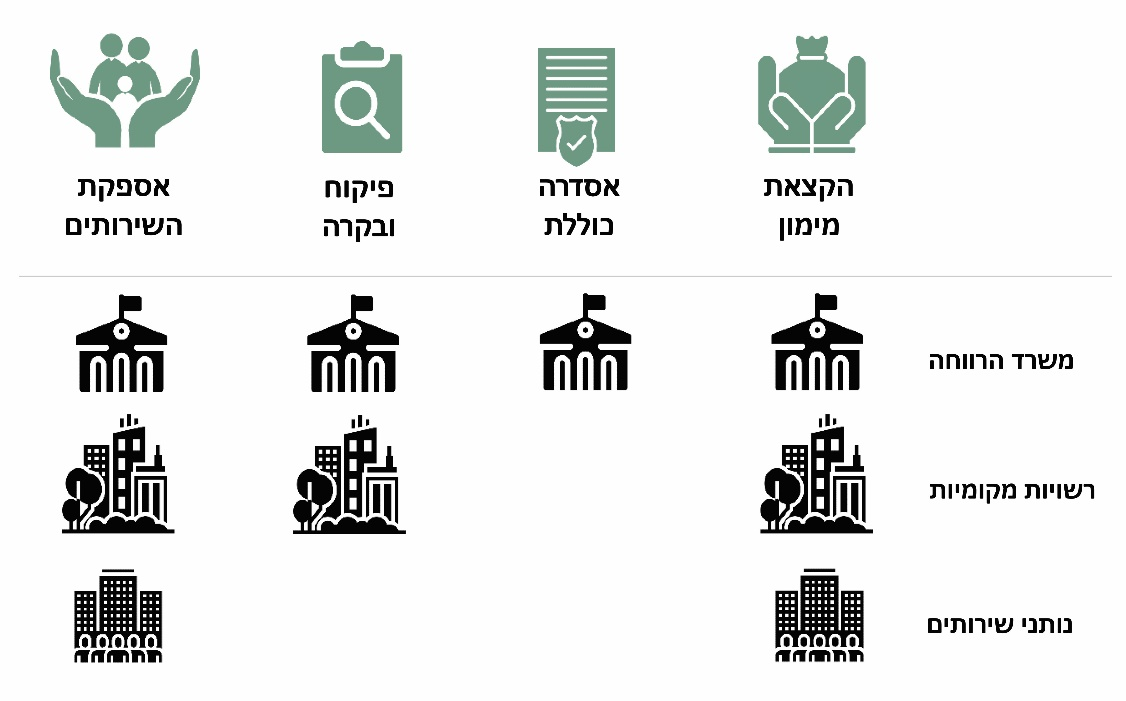 הקצאת
מימון
אסדרה
כוללת
פיקוח
ובקרה
אספקת
השירותים
משרד הרווחה
רשויות מקומיות
נותני שירותים